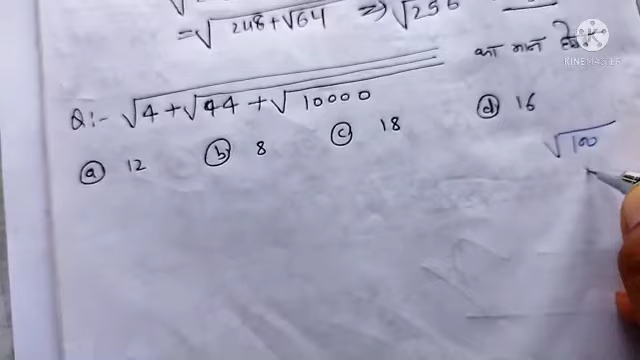 = √248 + √64 ⇒ √256
का मान है
KINEMASTER
Q:- √4 + √44 + √10000
ⓐ 12 ⓑ 8 ⓒ 18 ⓓ 16
√100